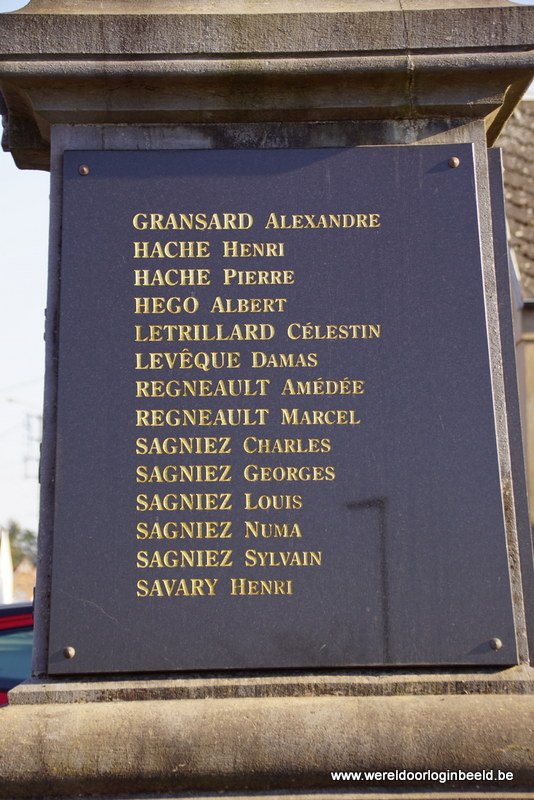 GRANSARD ALEXANDRE
HACHE HENRI
HACHE PIERRE
HEGO ALBERT
LETRILLARD CÉLESTIN
LEVÊQUE DAMAS
REGNEAULT AMÉDÉE
REGNEAULT MARCEL
SAGNIEZ CHARLES
SAGNIEZ GEORGES
SAGNIEZ LOUIS
SAGNIEZ NUMA
SAGNIEZ SYLVAIN
SAVARY HENRI
www.wereldoorloginbeeld.be